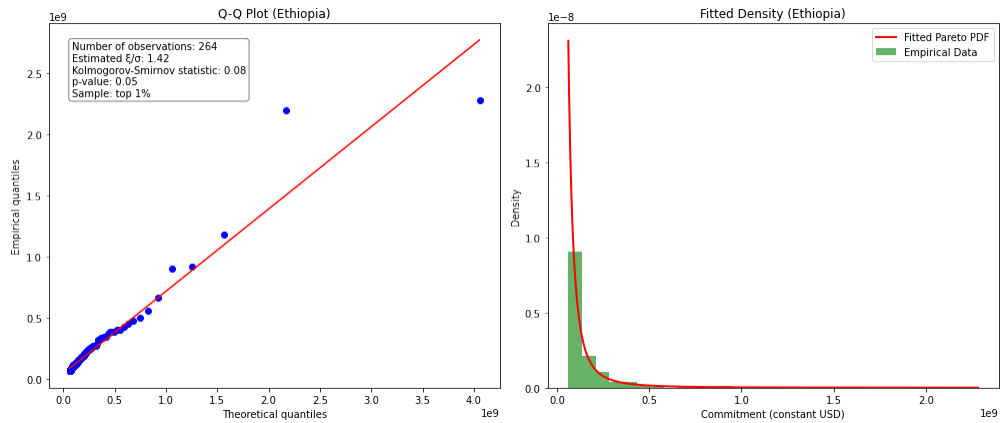 Q-Q Plot (Ethiopia)
1e9
Number of observations: 264
Estimated ξ/σ: 1.42
Kolmogorov-Smirnov statistic: 0.08
p-value: 0.05
Sample: top 1%
2.5
2.0
1.5
1.0
0.5
0.0
Empirical quantiles
0.0 0.5 1.0 1.5 2.0 2.5 3.0 3.5 4.0
1e9
Theoretical quantiles
Fitted Density (Ethiopia)
1e-8
Fitted Pareto PDF
Empirical Data
2.0
1.5
1.0
0.5
0.0
Density
0.0 0.5 1.0 1.5 2.0
1e9
Commitment (constant USD)